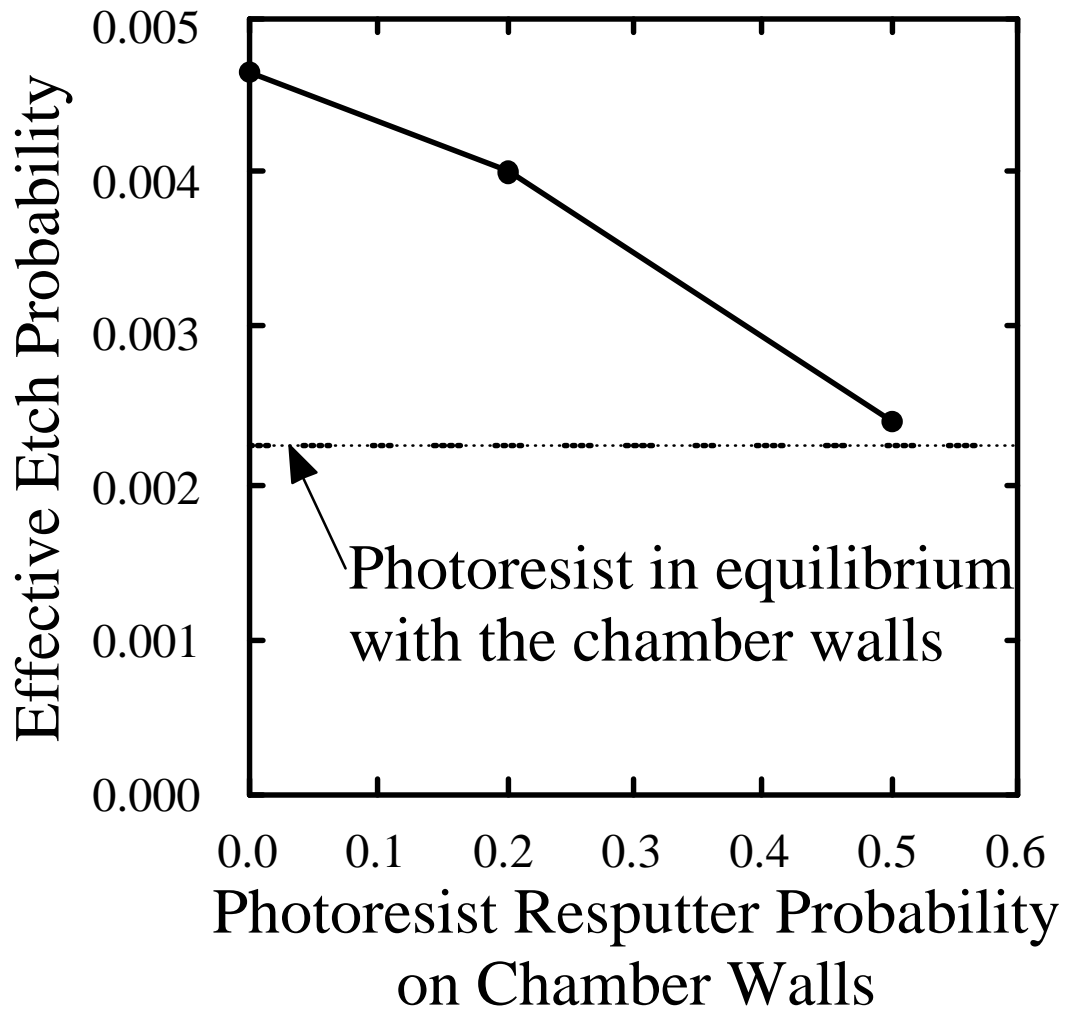 0.005
0.004
0.003
0.002
0.001
0.000
Effective Etch Probability
Photoresist in equilibrium
with the chamber walls
0.0 0.1 0.2 0.3 0.4 0.5 0.6
Photoresist Resputter Probability
on Chamber Walls